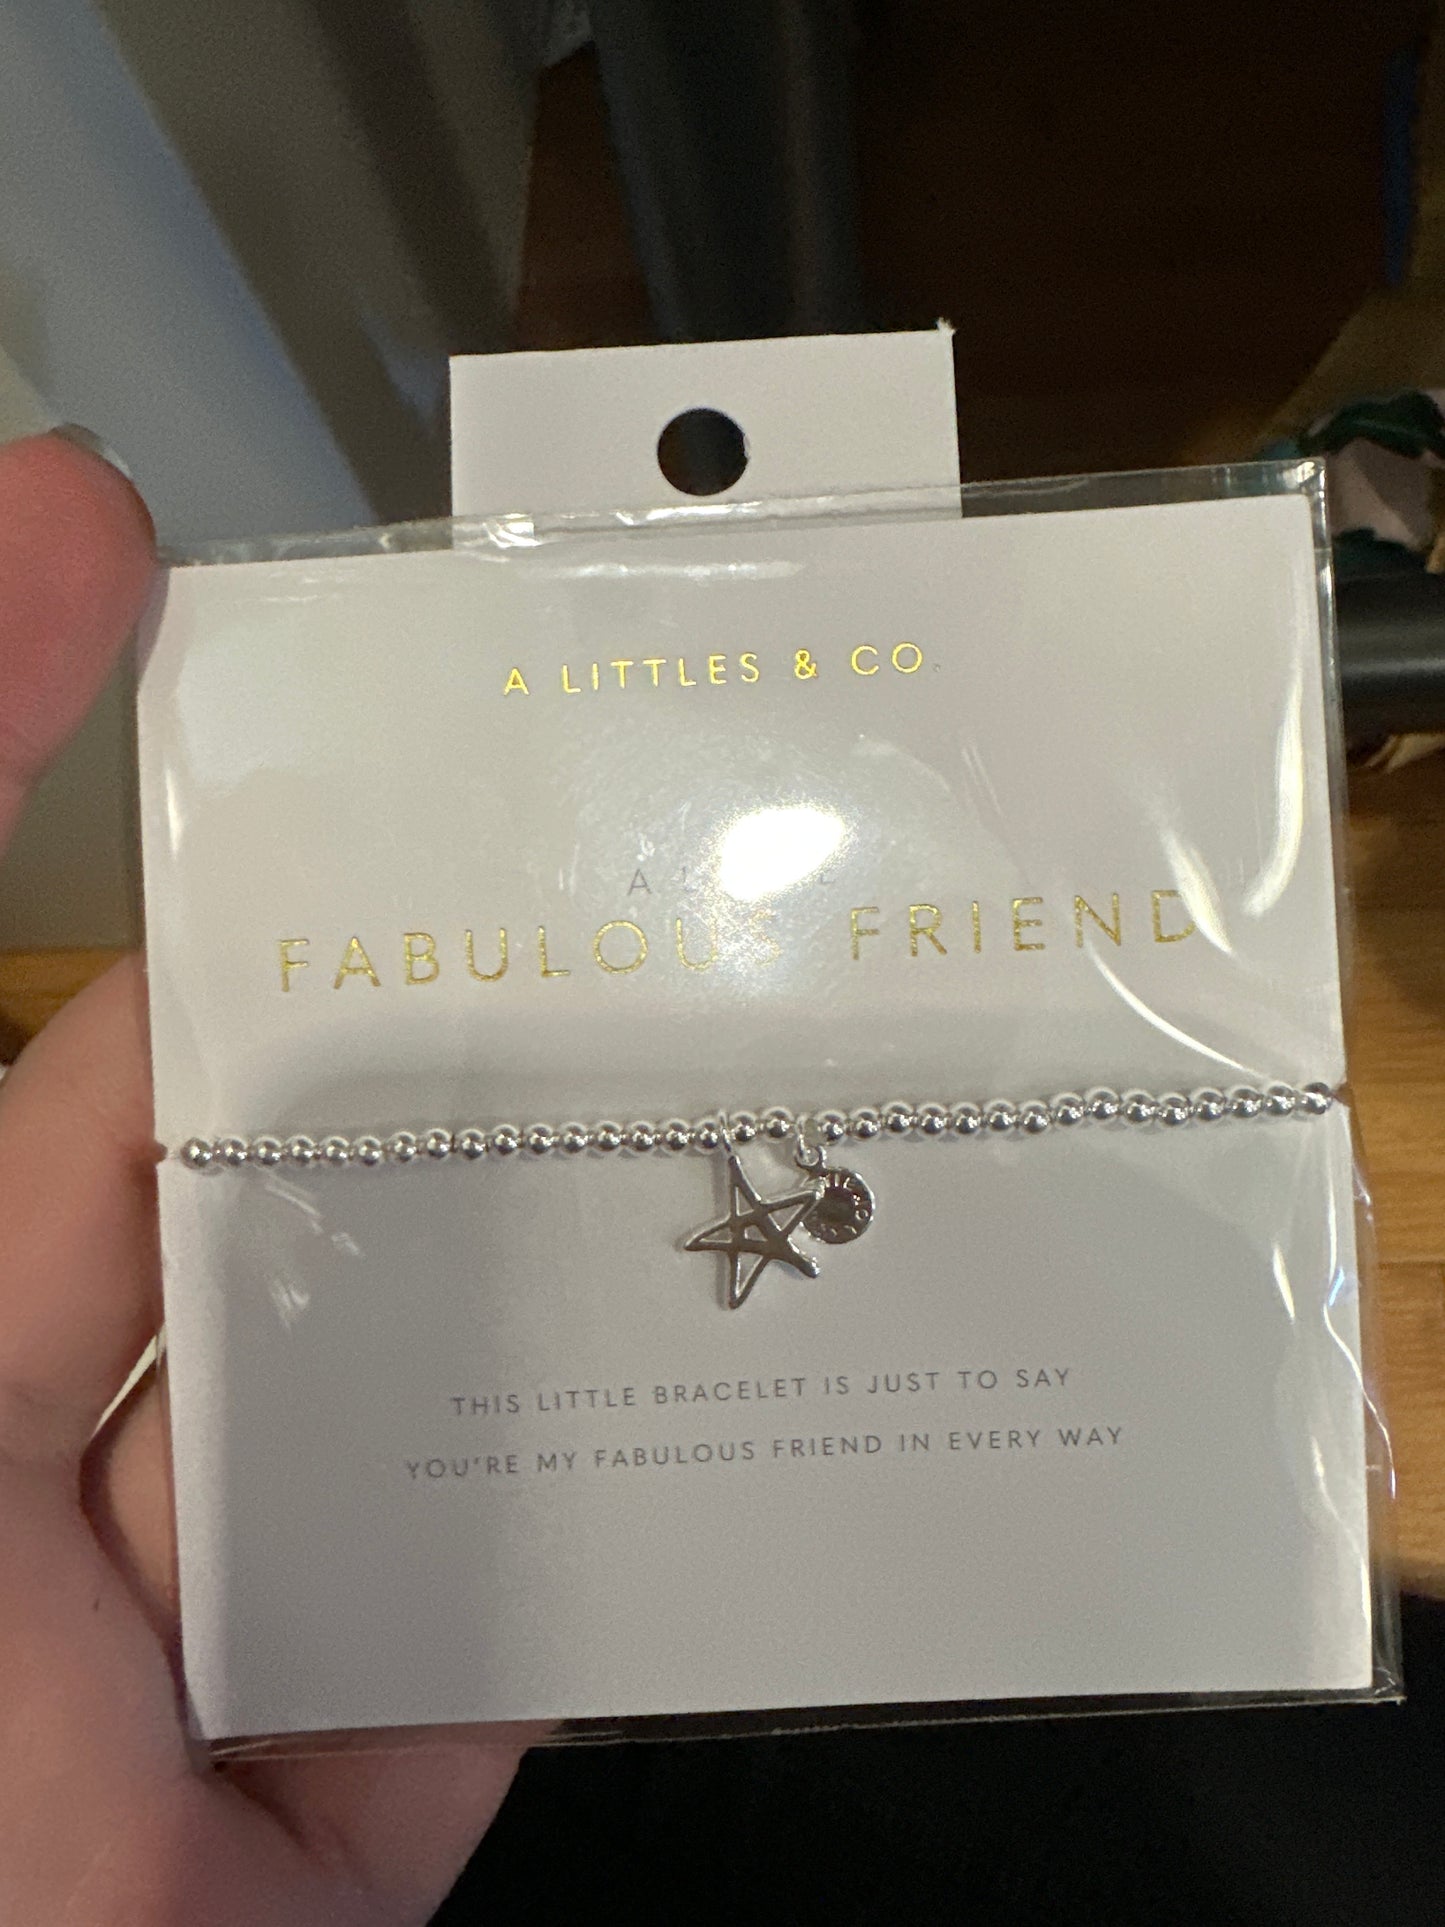 A LITTLES & CO.
A
FABULOUS FRIEND
THIS LITTLE BRACELET IS JUST TO SAY
YOU'RE MY FABULOUS FRIEND IN EVERY WAY